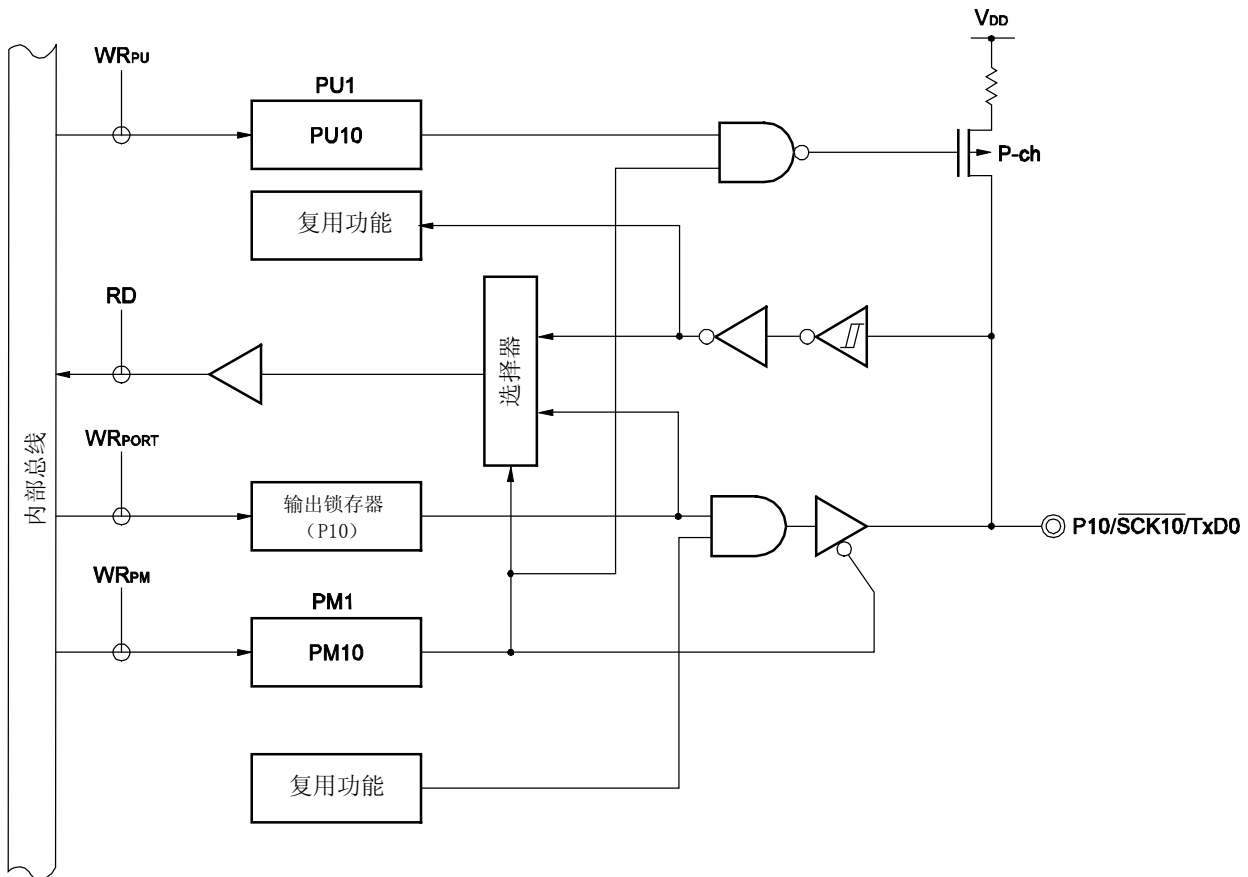 VDD
WRPU
PU1
PU10
P-ch
复用功能
RD
选择器
内部总线
WRPORT
输出锁存器
（P10）
P10/SCK10/TxD0
WRPM
PM1
PM10
复用功能